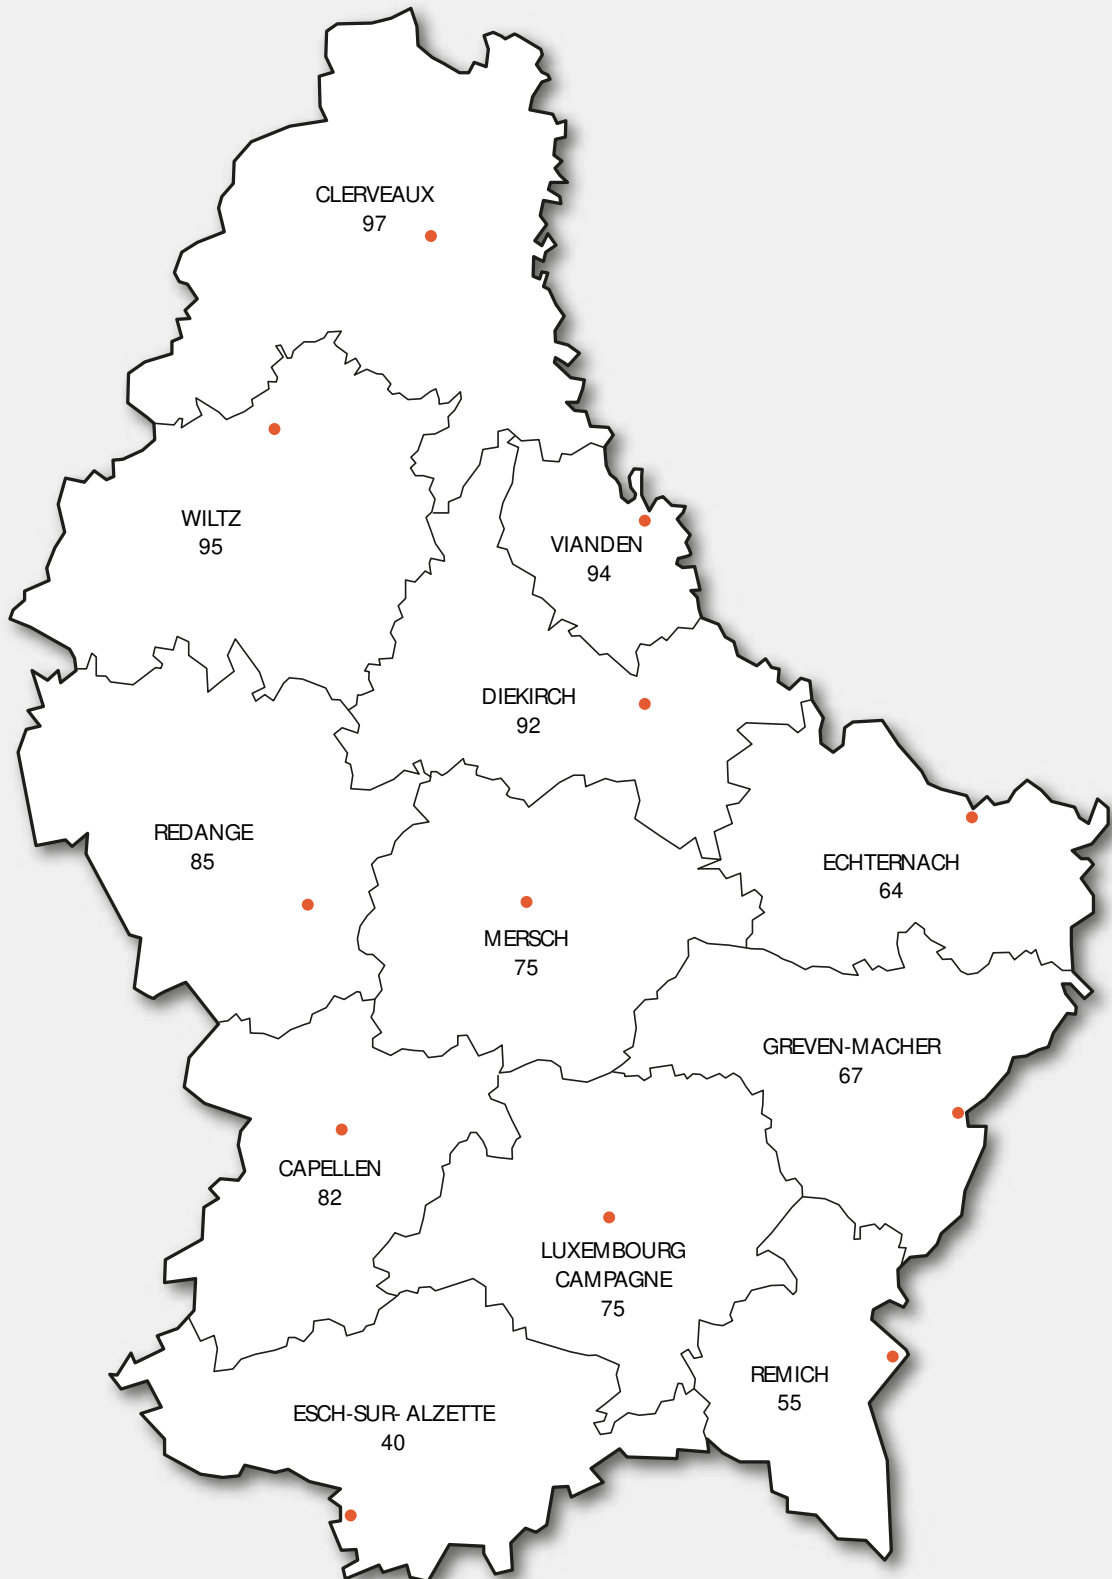 CLERVEAUX
97
WILTZ
95
VIANDEN
94
DIEKIRCH
92
REDANGE
85
ECHTERNACH
64
MERSCH
75
GREVEN-MACHER
67
CAPELLEN
82
LUXEMBOURG
CAMPAGNE
75
REMICH
55
ESCH-SUR- ALZETTE
40